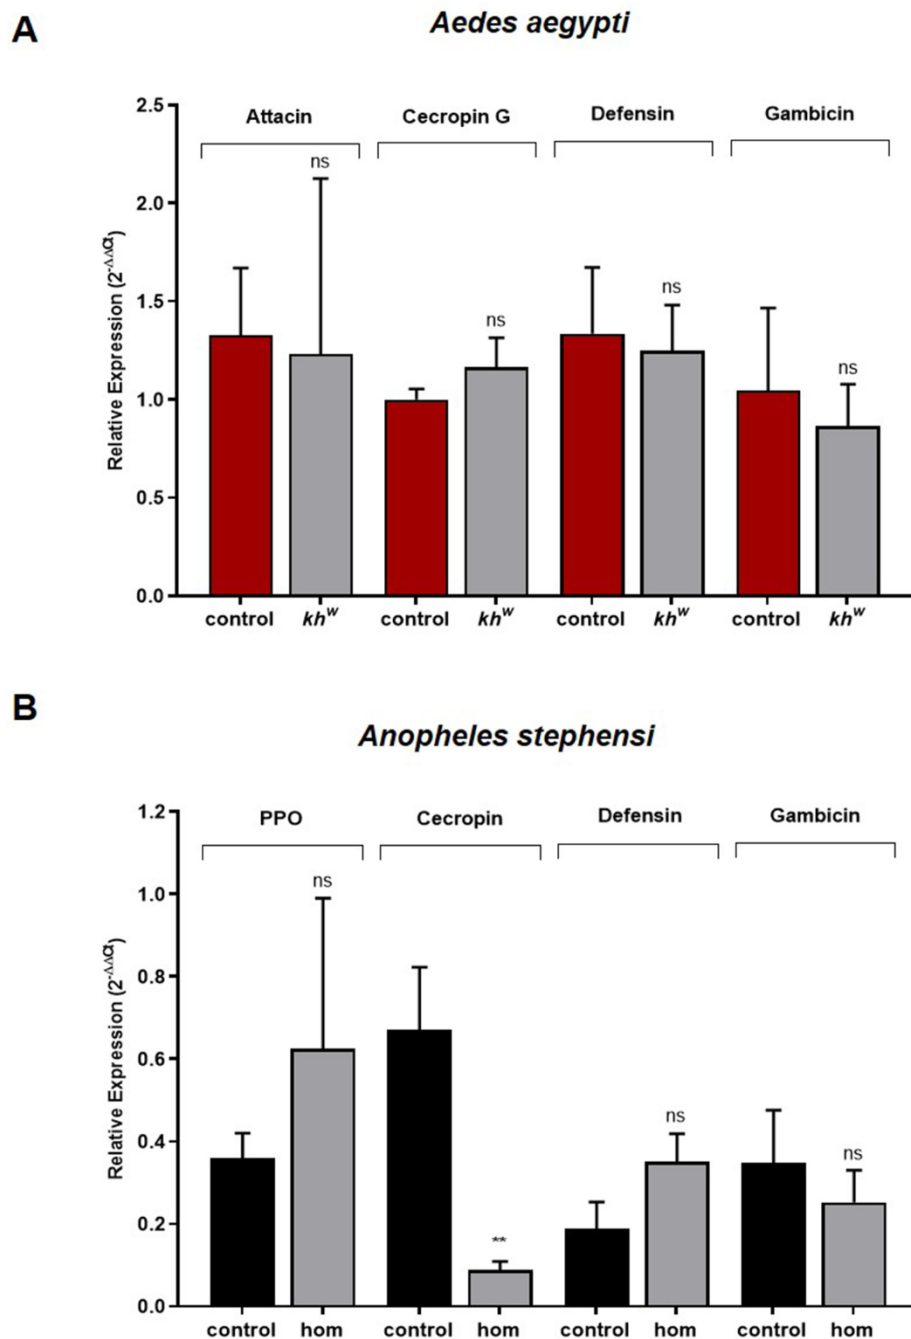 A
Aedes aegypti
Attacin Cecropin G Defensin Gambicin
ns ns ns ns
2.5
2.0
1.5
1.0
0.5
0.0
Relative Expression (2-ΔΔCt)
control khW control khW control khW control khW
B
Anopheles stephensi
PPO Cecropin Defensin Gambicin
ns ** ns ns
1.2
1.0
0.8
0.6
0.4
0.2
0.0
Relative Expression (2-ΔΔCt)
control hom control hom control hom control hom